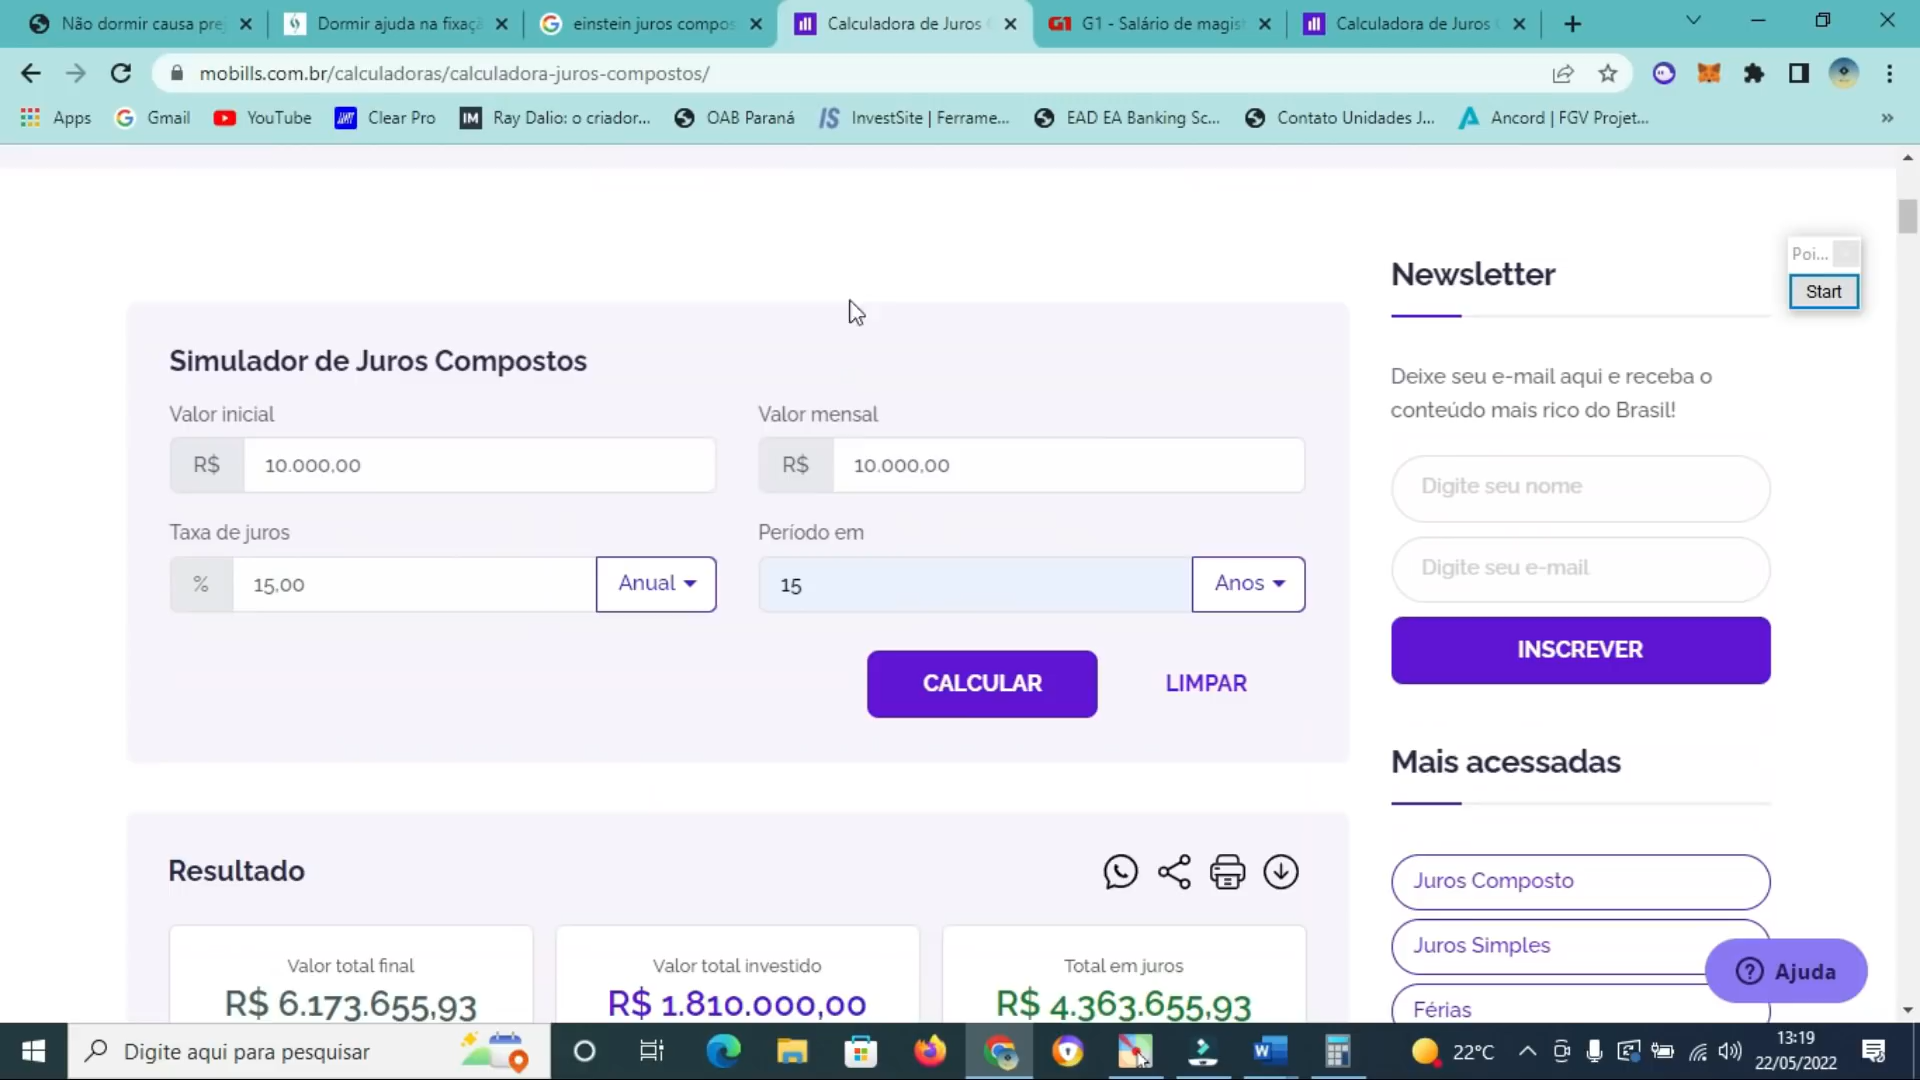 Não dormir causa prej
Dormir ajuda na fixaçã
einstein juros compos
Calculadora de Juros
G1 - Salário de magist
Calculadora de Juros
mobills.com.br/calculadoras/calculadora-juros-compostos/
Apps
Gmail
YouTube
Clear Pro
Ray Dalio: o criador...
OAB Paraná
InvestSite | Ferrame...
EAD EA Banking Sc...
Contato Unidades J...
Ancord | FGV Projet...
Poi...
Start
Newsletter
Deixe seu e-mail aqui e receba o
conteúdo mais rico do Brasil!
Digite seu nome
Digite seu e-mail
INSCREVER
Simulador de Juros Compostos
Valor inicial
Valor mensal
R$ 10.000,00
R$ 10.000,00
Taxa de juros
Período em
% 15,00 Anual
15 Anos
CALCULAR
LIMPAR
Mais acessadas
Juros Composto
Juros Simples
Férias
Ajuda
Resultado
Valor total final
R$ 6.173.655,93
Valor total investido
R$ 1.810.000,00
Total em juros
R$ 4.363.655,93
Digite aqui para pesquisar
22°C
13:19
22/05/2022